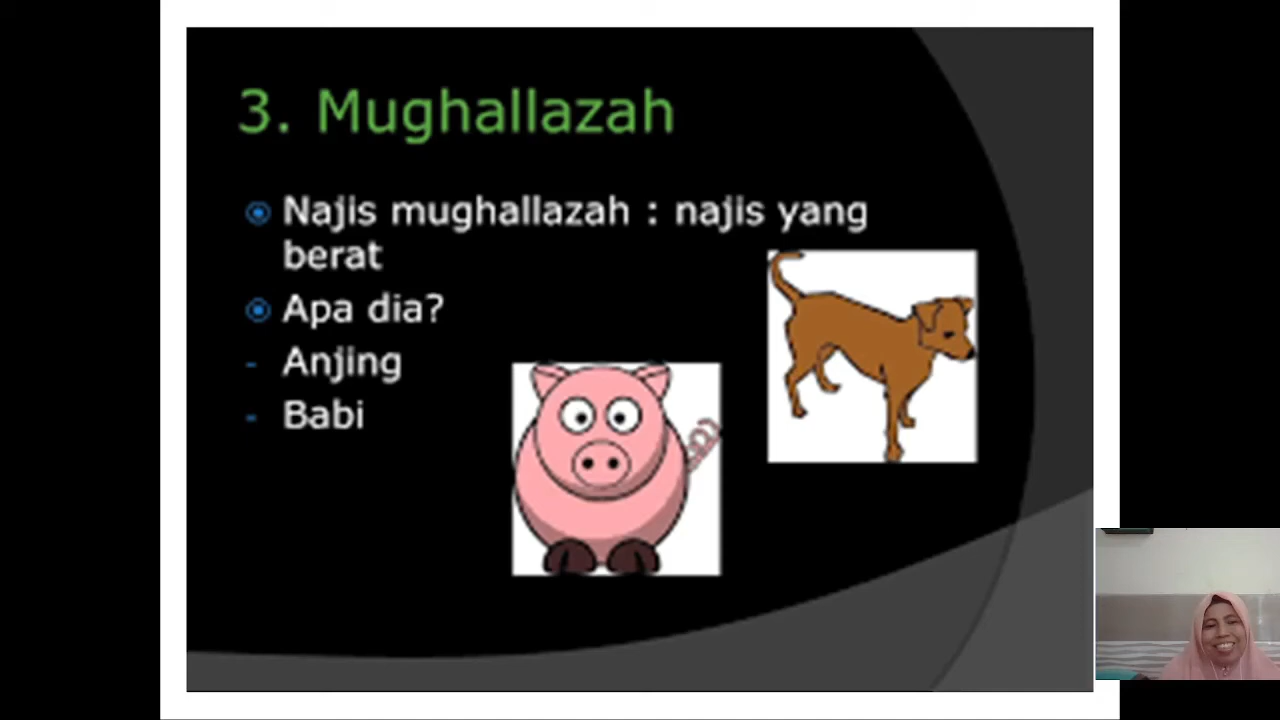 3. Mughallazah
Najis mughallazah : najis yang
berat
Apa dia?
- Anjing
- Babi